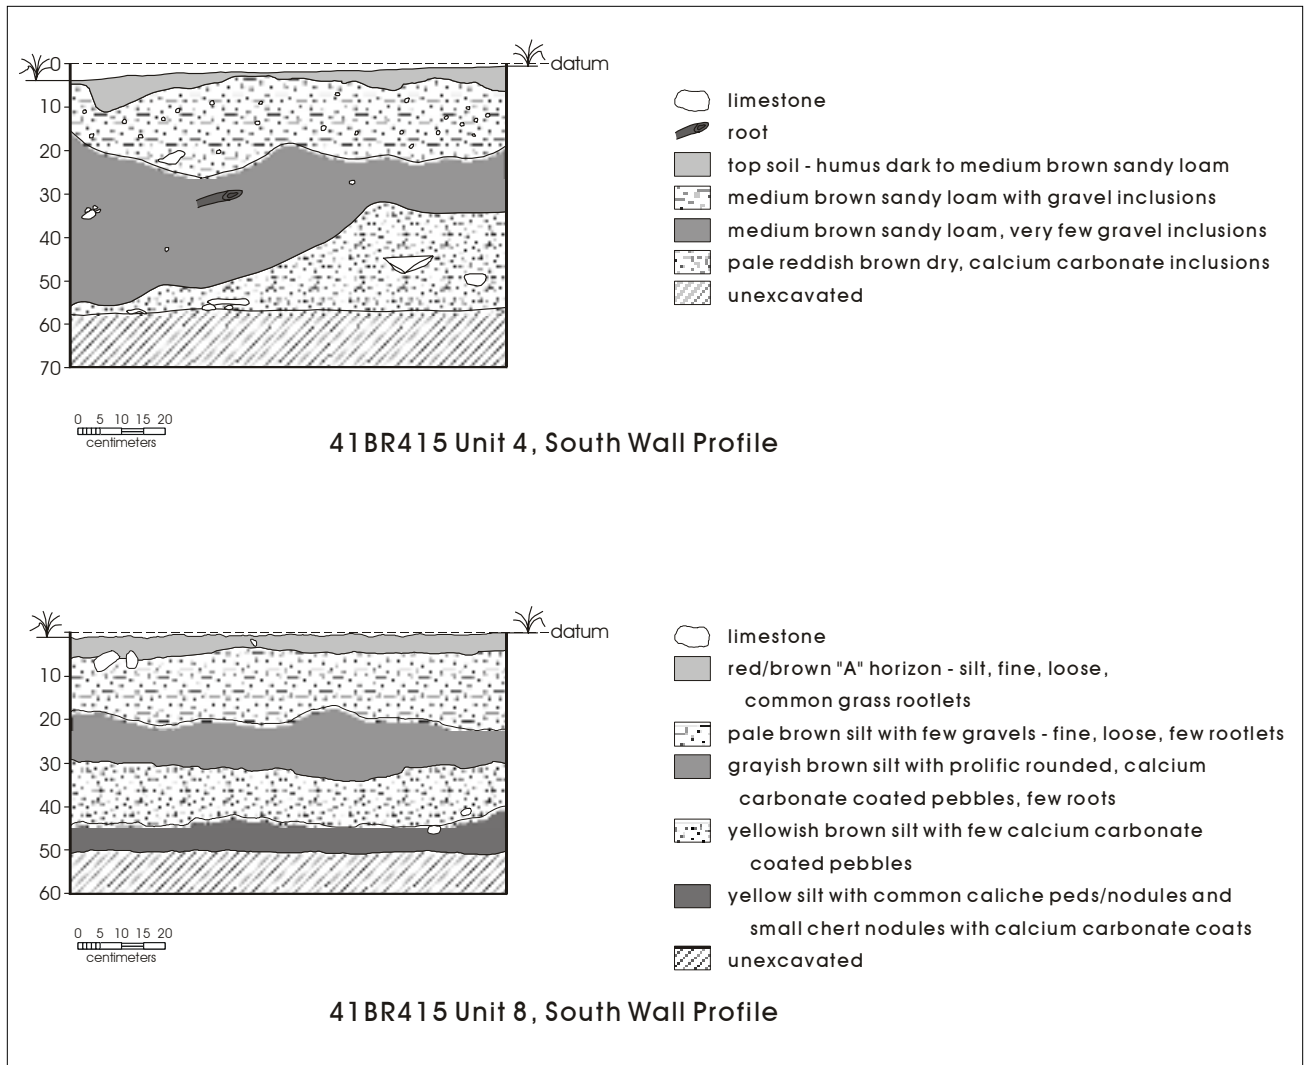 0
datum
10
20
30
40
50
60
70
limestone
root
top soil - humus dark to medium brown sandy loam
medium brown sandy loam with gravel inclusions
medium brown sandy loam, very few gravel inclusions
pale reddish brown dry, calcium carbonate inclusions
unexcavated
0 5 10 15 20
centimeters
41BR415 Unit 4, South Wall Profile
datum
10
20
30
40
50
60
limestone
red/brown "A" horizon - silt, fine, loose,
common grass rootlets
pale brown silt with few gravels - fine, loose, few rootlets
grayish brown silt with prolific rounded, calcium
carbonate coated pebbles, few roots
yellowish brown silt with few calcium carbonate
coated pebbles
yellow silt with common caliche peds/nodules and
small chert nodules with calcium carbonate coats
unexcavated
0 5 10 15 20
centimeters
41BR415 Unit 8, South Wall Profile